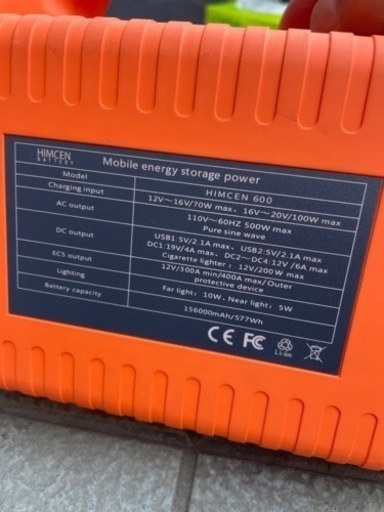 HIMCEN
BATTERY
Mobile energy storage power
Model HIMCEN 600
Charging input 12V～16V/70W max、16V～20V/100W max
AC output 110V～60HZ 500W max
Pure sine wave
DC output USB1:5V/2.1A max、USB2:5V/2.1A max
DC1:19V/4A max、DC2～DC4:12V/6A max
Cigarette lighter：12V/200W max
ECS output 12V/300A min/400A max/Outer
protective device
Lighting Far light：10W、Near light：5W
Battery capacity 156000mAh/577Wh
CE FC Li-ion